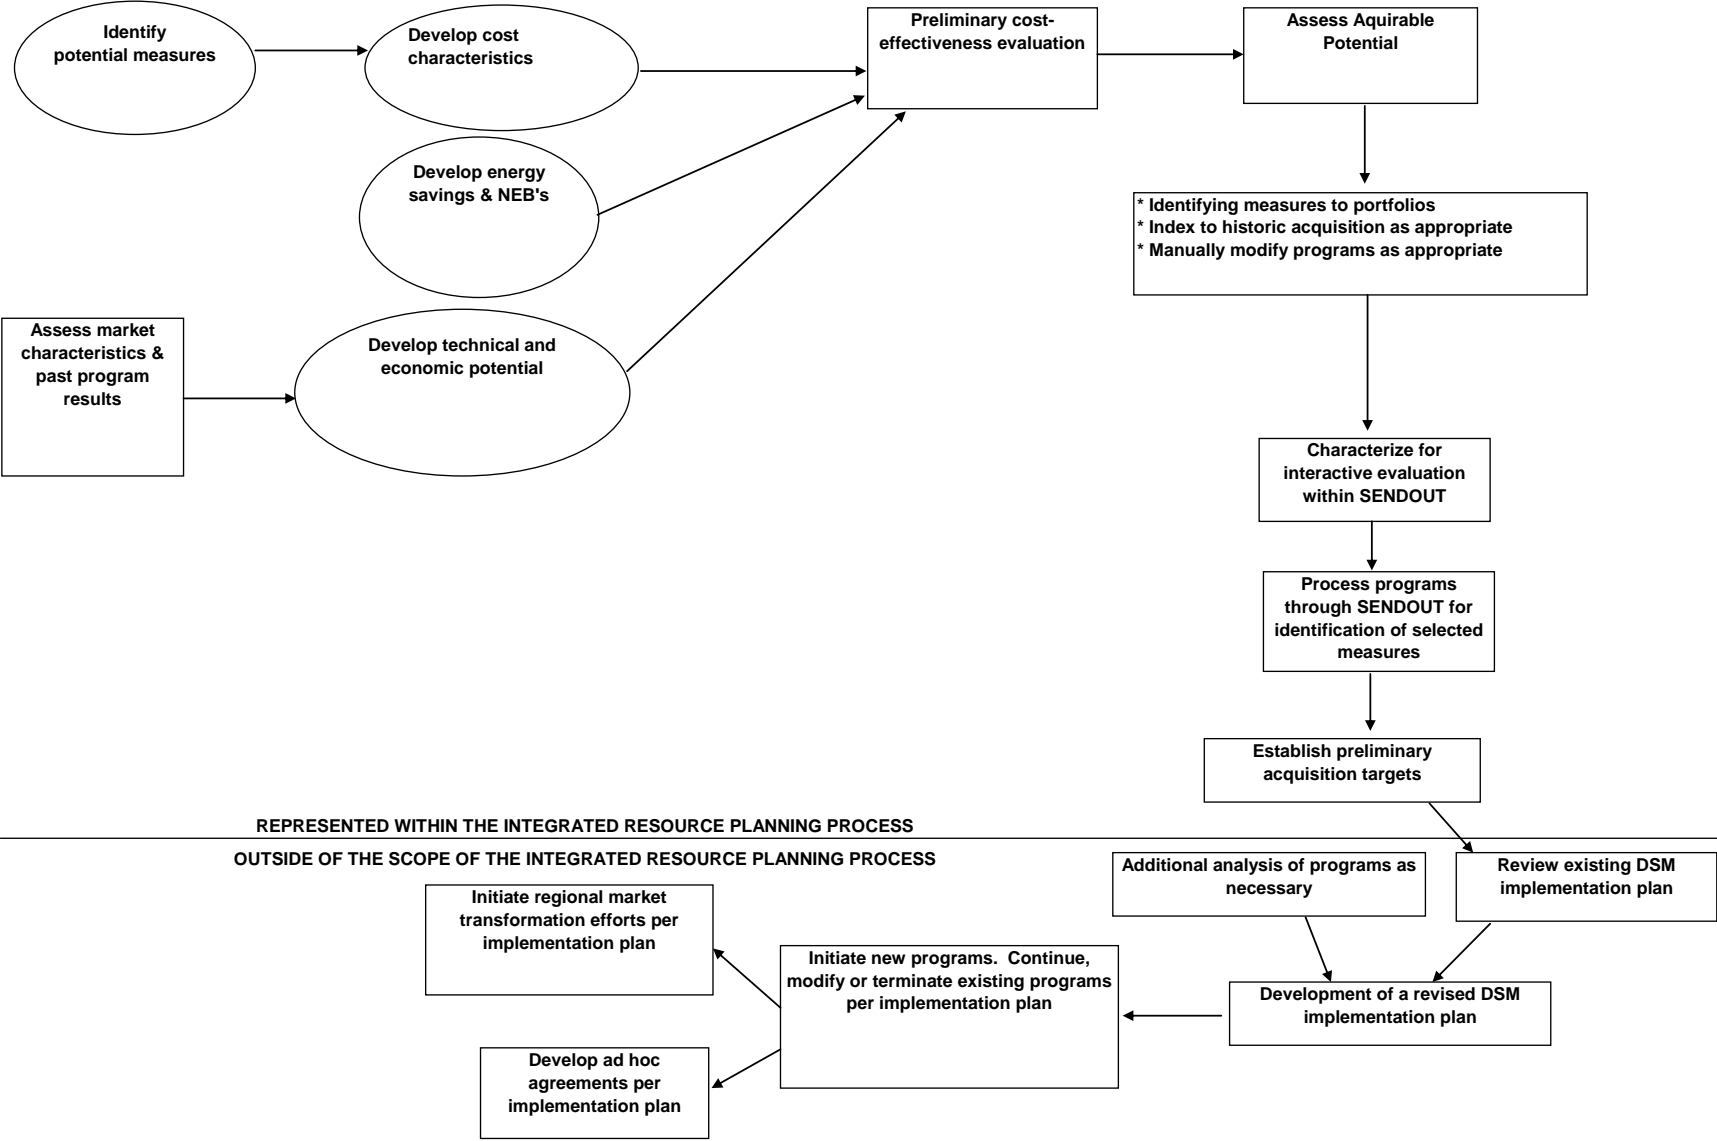 Identify
potential measures
Develop cost
characteristics
Preliminary cost-
effectiveness evaluation
Assess Aquirable
Potential
Develop energy
savings & NEB's
* Identifying measures to portfolios
* Index to historic acquisition as appropriate
* Manually modify programs as appropriate
Assess market
characteristics &
past program
results
Develop technical and
economic potential
Characterize for
interactive evaluation
within SENDOUT
Process programs
through SENDOUT for
identification of selected
measures
Establish preliminary
acquisition targets
REPRESENTED WITHIN THE INTEGRATED RESOURCE PLANNING PROCESS
OUTSIDE OF THE SCOPE OF THE INTEGRATED RESOURCE PLANNING PROCESS
Additional analysis of programs as
necessary
Review existing DSM
implementation plan
Initiate regional market
transformation efforts per
implementation plan
Initiate new programs.  Continue,
modify or terminate existing programs
per implementation plan
Development of a revised DSM
implementation plan
Develop ad hoc
agreements per
implementation plan